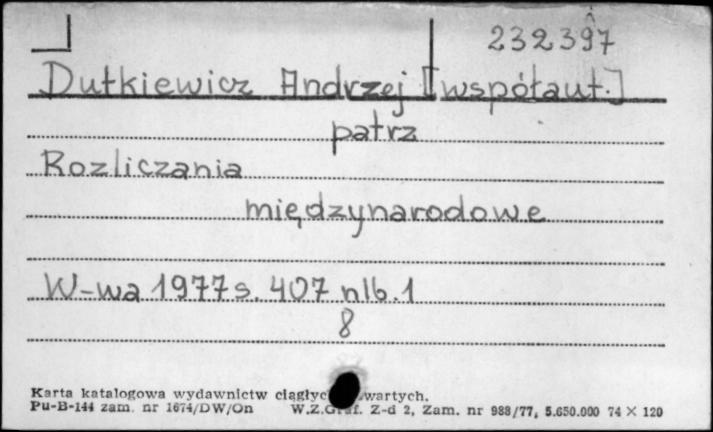 232397
Dutkiewicz Andrzej [współaut.]
patrz
Rozliczania
międzynarodowe
W-wa 1977 s. 407 nlb. 1
8
Karta katalogowa wydawnictw ciągłyc wartych.
Pu-B-144 zam. nr 1674/DW/On W.Z.Graf. Z-d 2, Zam. nr 988/77, 5.650.000 74 X 120